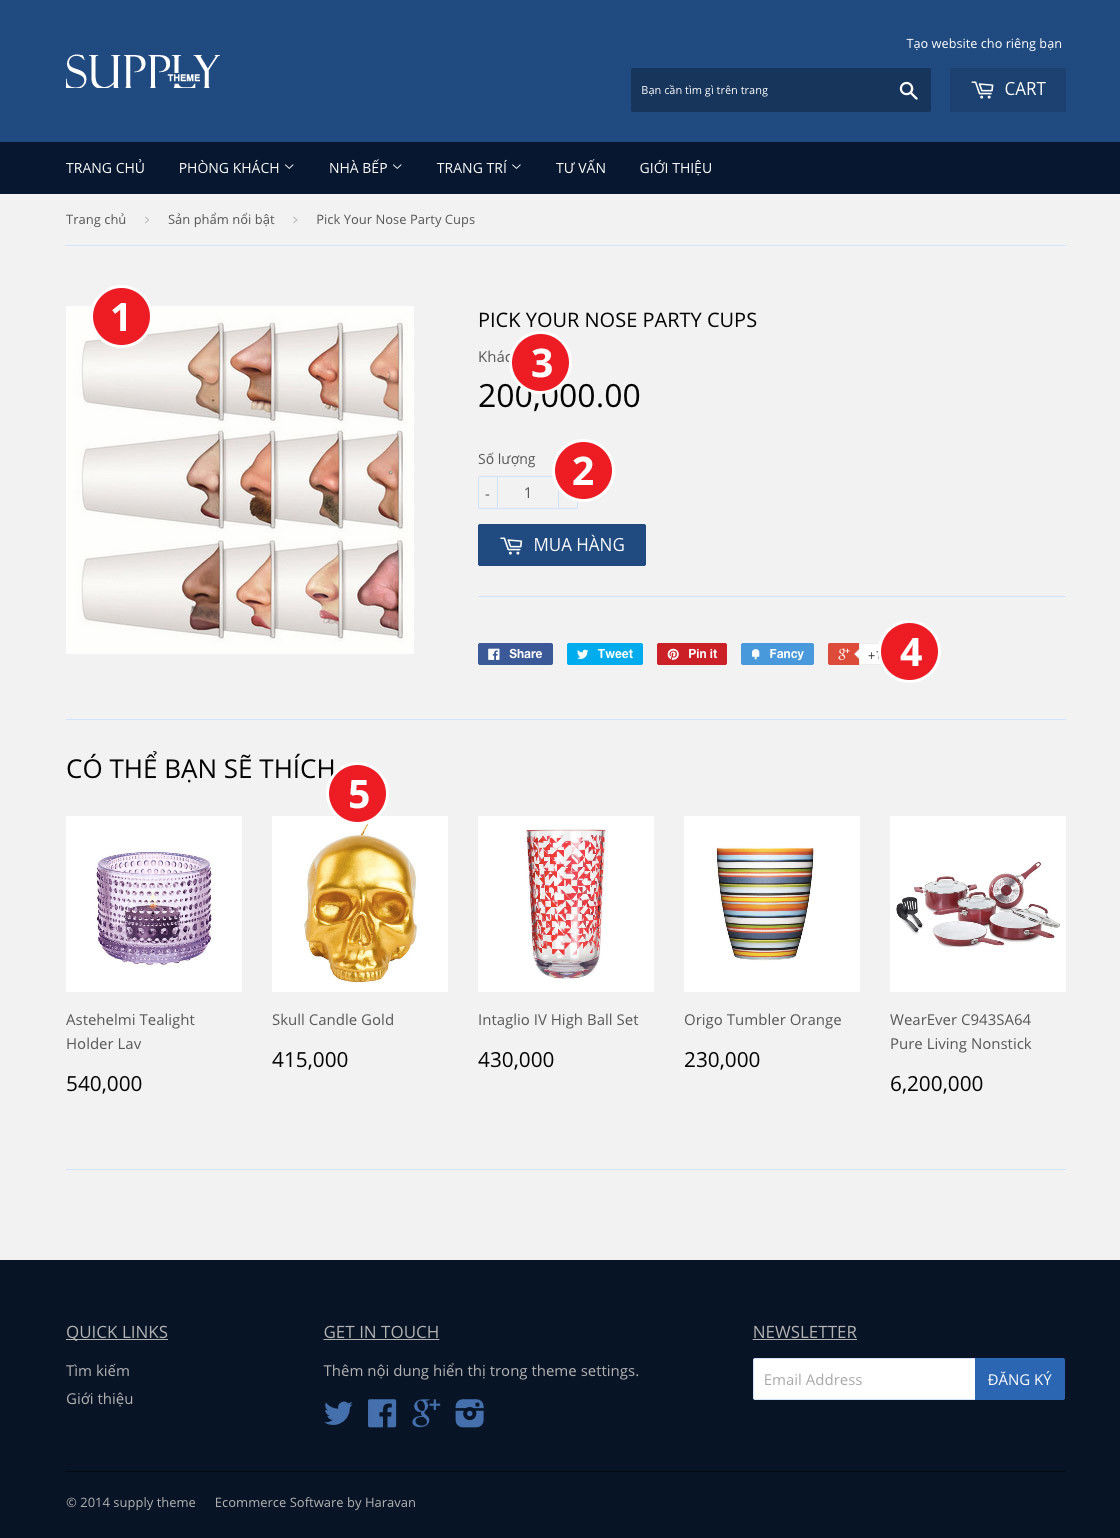 SUPPLY
THEME
Tạo website cho riêng bạn
Bạn cần tìm gì trên trang
CART
TRANG CHỦ PHÒNG KHÁCH NHÀ BẾP TRANG TRÍ TƯ VẤN GIỚI THIỆU
Trang chủ > Sản phẩm nổi bật > Pick Your Nose Party Cups
1
PICK YOUR NOSE PARTY CUPS
3
200,000.00
Số lượng
2
- 1
MUA HÀNG
Share Tweet Pin it Fancy g+
4
CÓ THỂ BẠN SẼ THÍCH
5
Astehelmi Tealight
Holder Lav
540,000
Skull Candle Gold
415,000
Intaglio IV High Ball Set
430,000
Origo Tumbler Orange
230,000
WearEver C943SA64
Pure Living Nonstick
6,200,000
QUICK LINKS
Tìm kiếm
Giới thiệu
GET IN TOUCH
Thêm nội dung hiển thị trong theme settings.
g+
NEWSLETTER
Email Address
ĐĂNG KÝ
© 2014 supply theme Ecommerce Software by Haravan